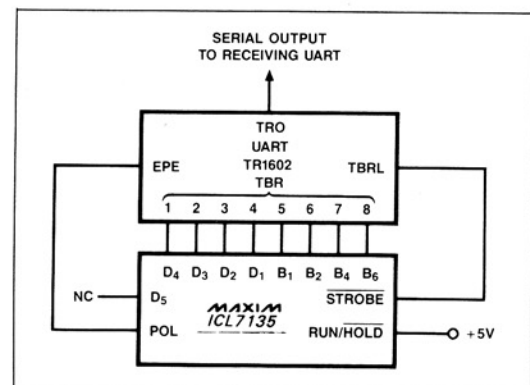 SERIAL OUTPUT
TO RECEIVING UART
TRO
UART
EPE TR1602 TBRL
TBR
1 2 3 4 5 6 7 8
D4 D3 D2 D1 B1 B2 B4 B6
NC D5 STROBE
MAXIM
ICL7135
POL RUN/HOLD +5V